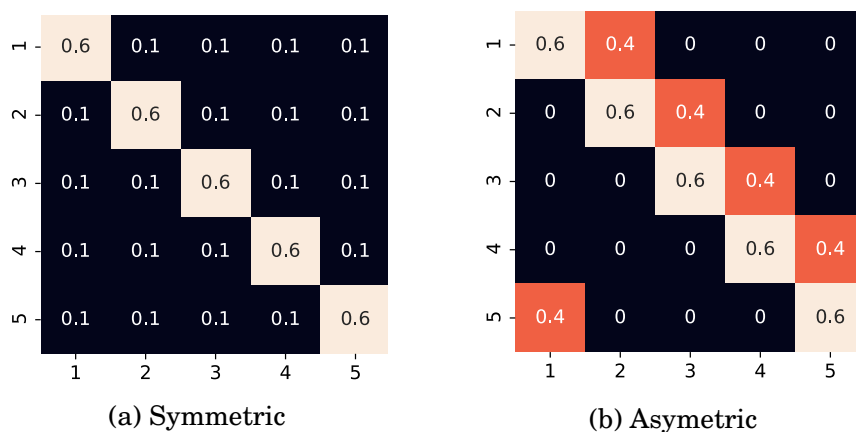 1 0.6 0.1 0.1 0.1 0.1
2 0.1 0.6 0.1 0.1 0.1
3 0.1 0.1 0.6 0.1 0.1
4 0.1 0.1 0.1 0.6 0.1
5 0.1 0.1 0.1 0.1 0.6
1 2 3 4 5
(a) Symmetric
1 0.6 0.4 0 0 0
2 0 0.6 0.4 0 0
3 0 0 0.6 0.4 0
4 0 0 0 0.6 0.4
5 0.4 0 0 0 0.6
1 2 3 4 5
(b) Asymetric